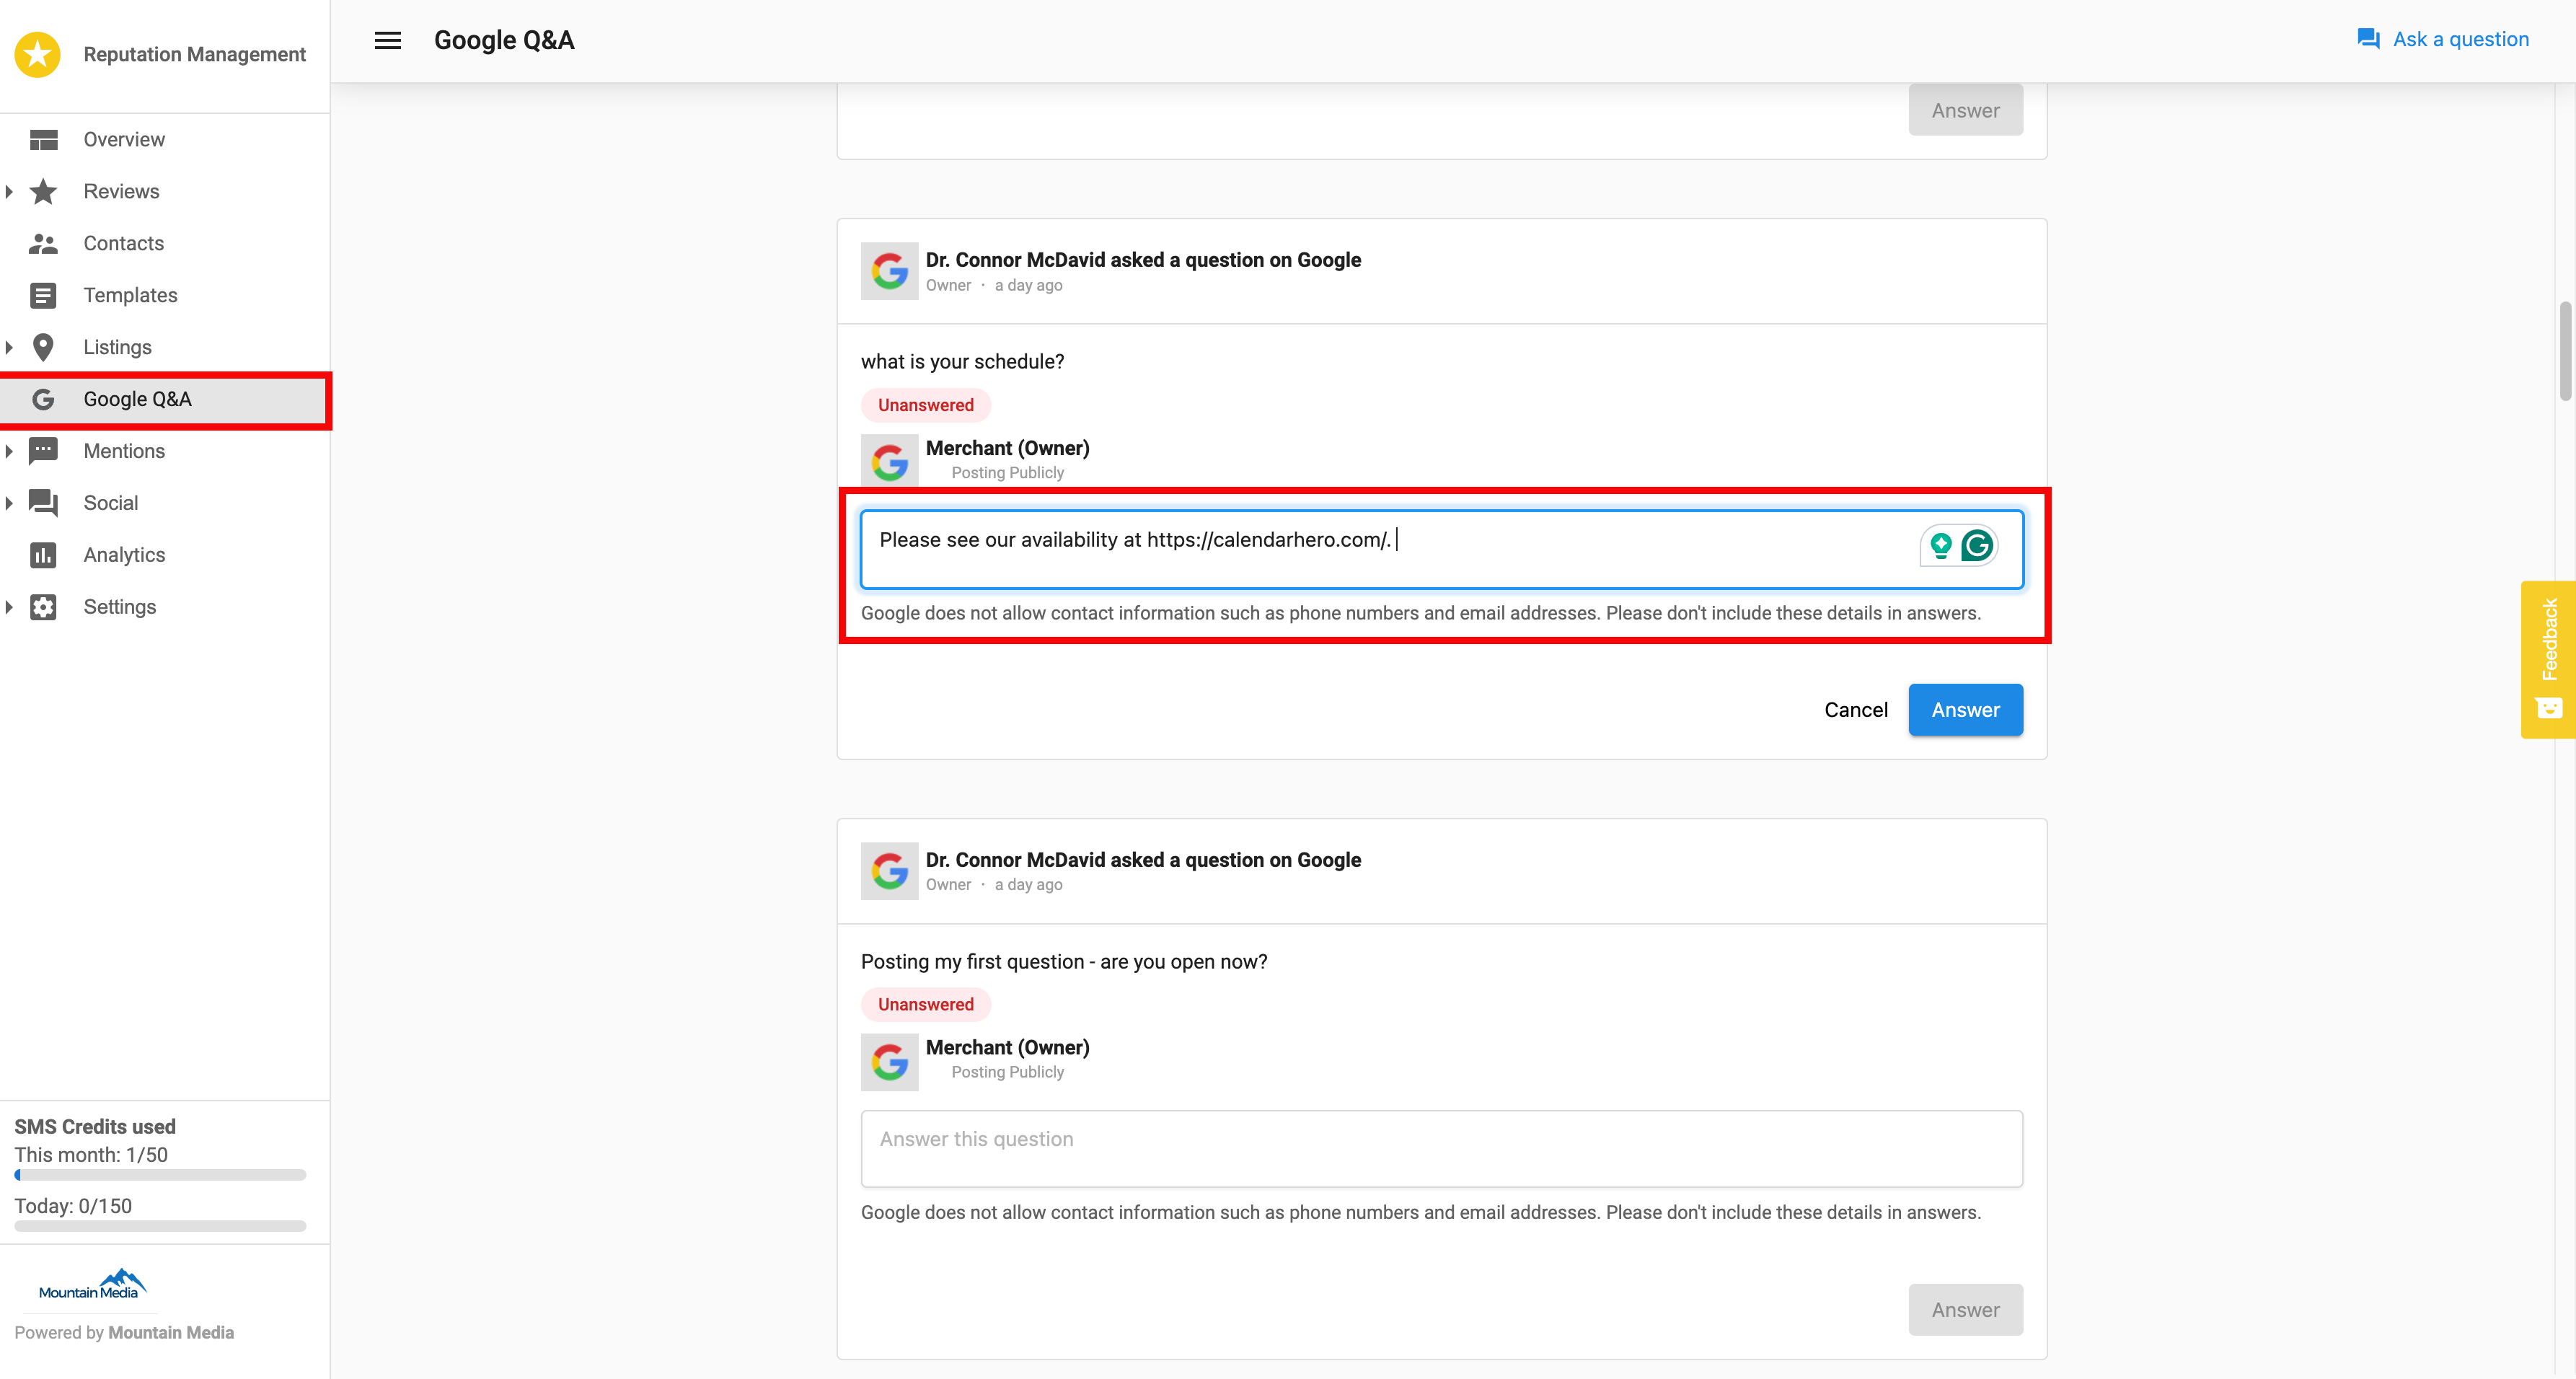 Reputation Management
Google Q&A
Ask a question
Overview
Reviews
Contacts
Templates
Listings
Google Q&A
Mentions
Social
Analytics
Settings
SMS Credits used
This month: 1/50
Today: 0/150
Mountain Media
Powered by Mountain Media
Answer
Dr. Connor McDavid asked a question on Google
Owner · a day ago
what is your schedule?
Unanswered
Merchant (Owner)
Posting Publicly
Please see our availability at https://calendarhero.com/.
Google does not allow contact information such as phone numbers and email addresses. Please don't include these details in answers.
Cancel Answer
Dr. Connor McDavid asked a question on Google
Owner · a day ago
Posting my first question - are you open now?
Unanswered
Merchant (Owner)
Posting Publicly
Answer this question
Google does not allow contact information such as phone numbers and email addresses. Please don't include these details in answers.
Answer
Feedback